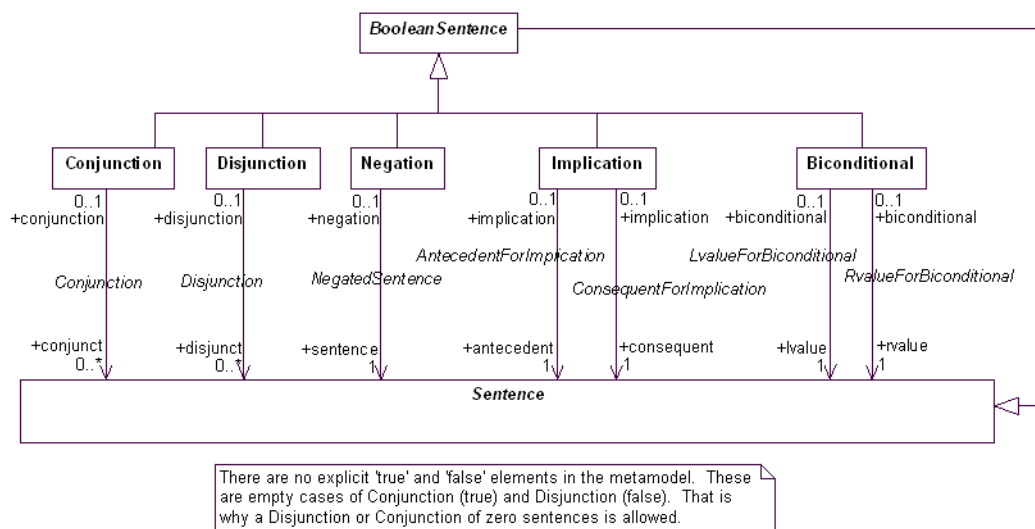 BooleanSentence
Conjunction Disjunction Negation Implication Biconditional
0..1 0..1 0..1 0..1 0..1 0..1 0..1
+conjunction +disjunction +negation +implication +implication +biconditional +biconditional
AntecedentForImplication LvalueForBiconditional
Conjunction Disjunction NegatedSentence RvalueForBiconditional
ConsequentForImplication
+conjunct +disjunct +sentence +antecedent +consequent +lvalue +rvalue
0..* 0..* 1 1 1 1 1
Sentence
There are no explicit 'true' and 'false' elements in the metamodel. These
are empty cases of Conjunction (true) and Disjunction (false). That is
why a Disjunction or Conjunction of zero sentences is allowed.